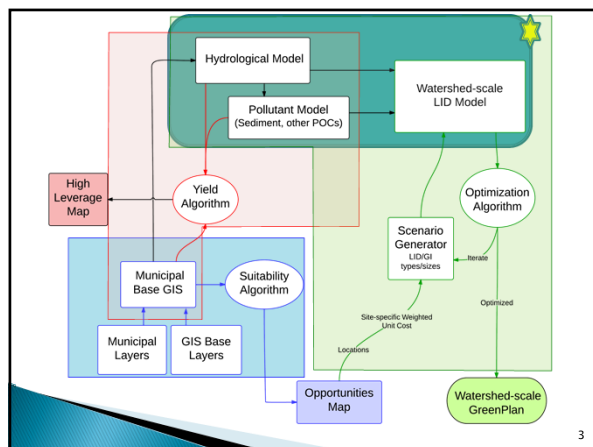 Hydrological Model
Watershed-scale
LID Model
Pollutant Model
(Sediment, other POCs)
High
Leverage
Map
Yield
Algorithm
Optimization
Algorithm
Scenario
Generator
LID/GI
types/sizes
Iterate
Municipal
Base GIS
Suitability
Algorithm
Optimized
Site-specific Weighted
Unit Cost
Municipal
Layers
GIS Base
Layers
Locations
Opportunities
Map
Watershed-scale
GreenPlan
3